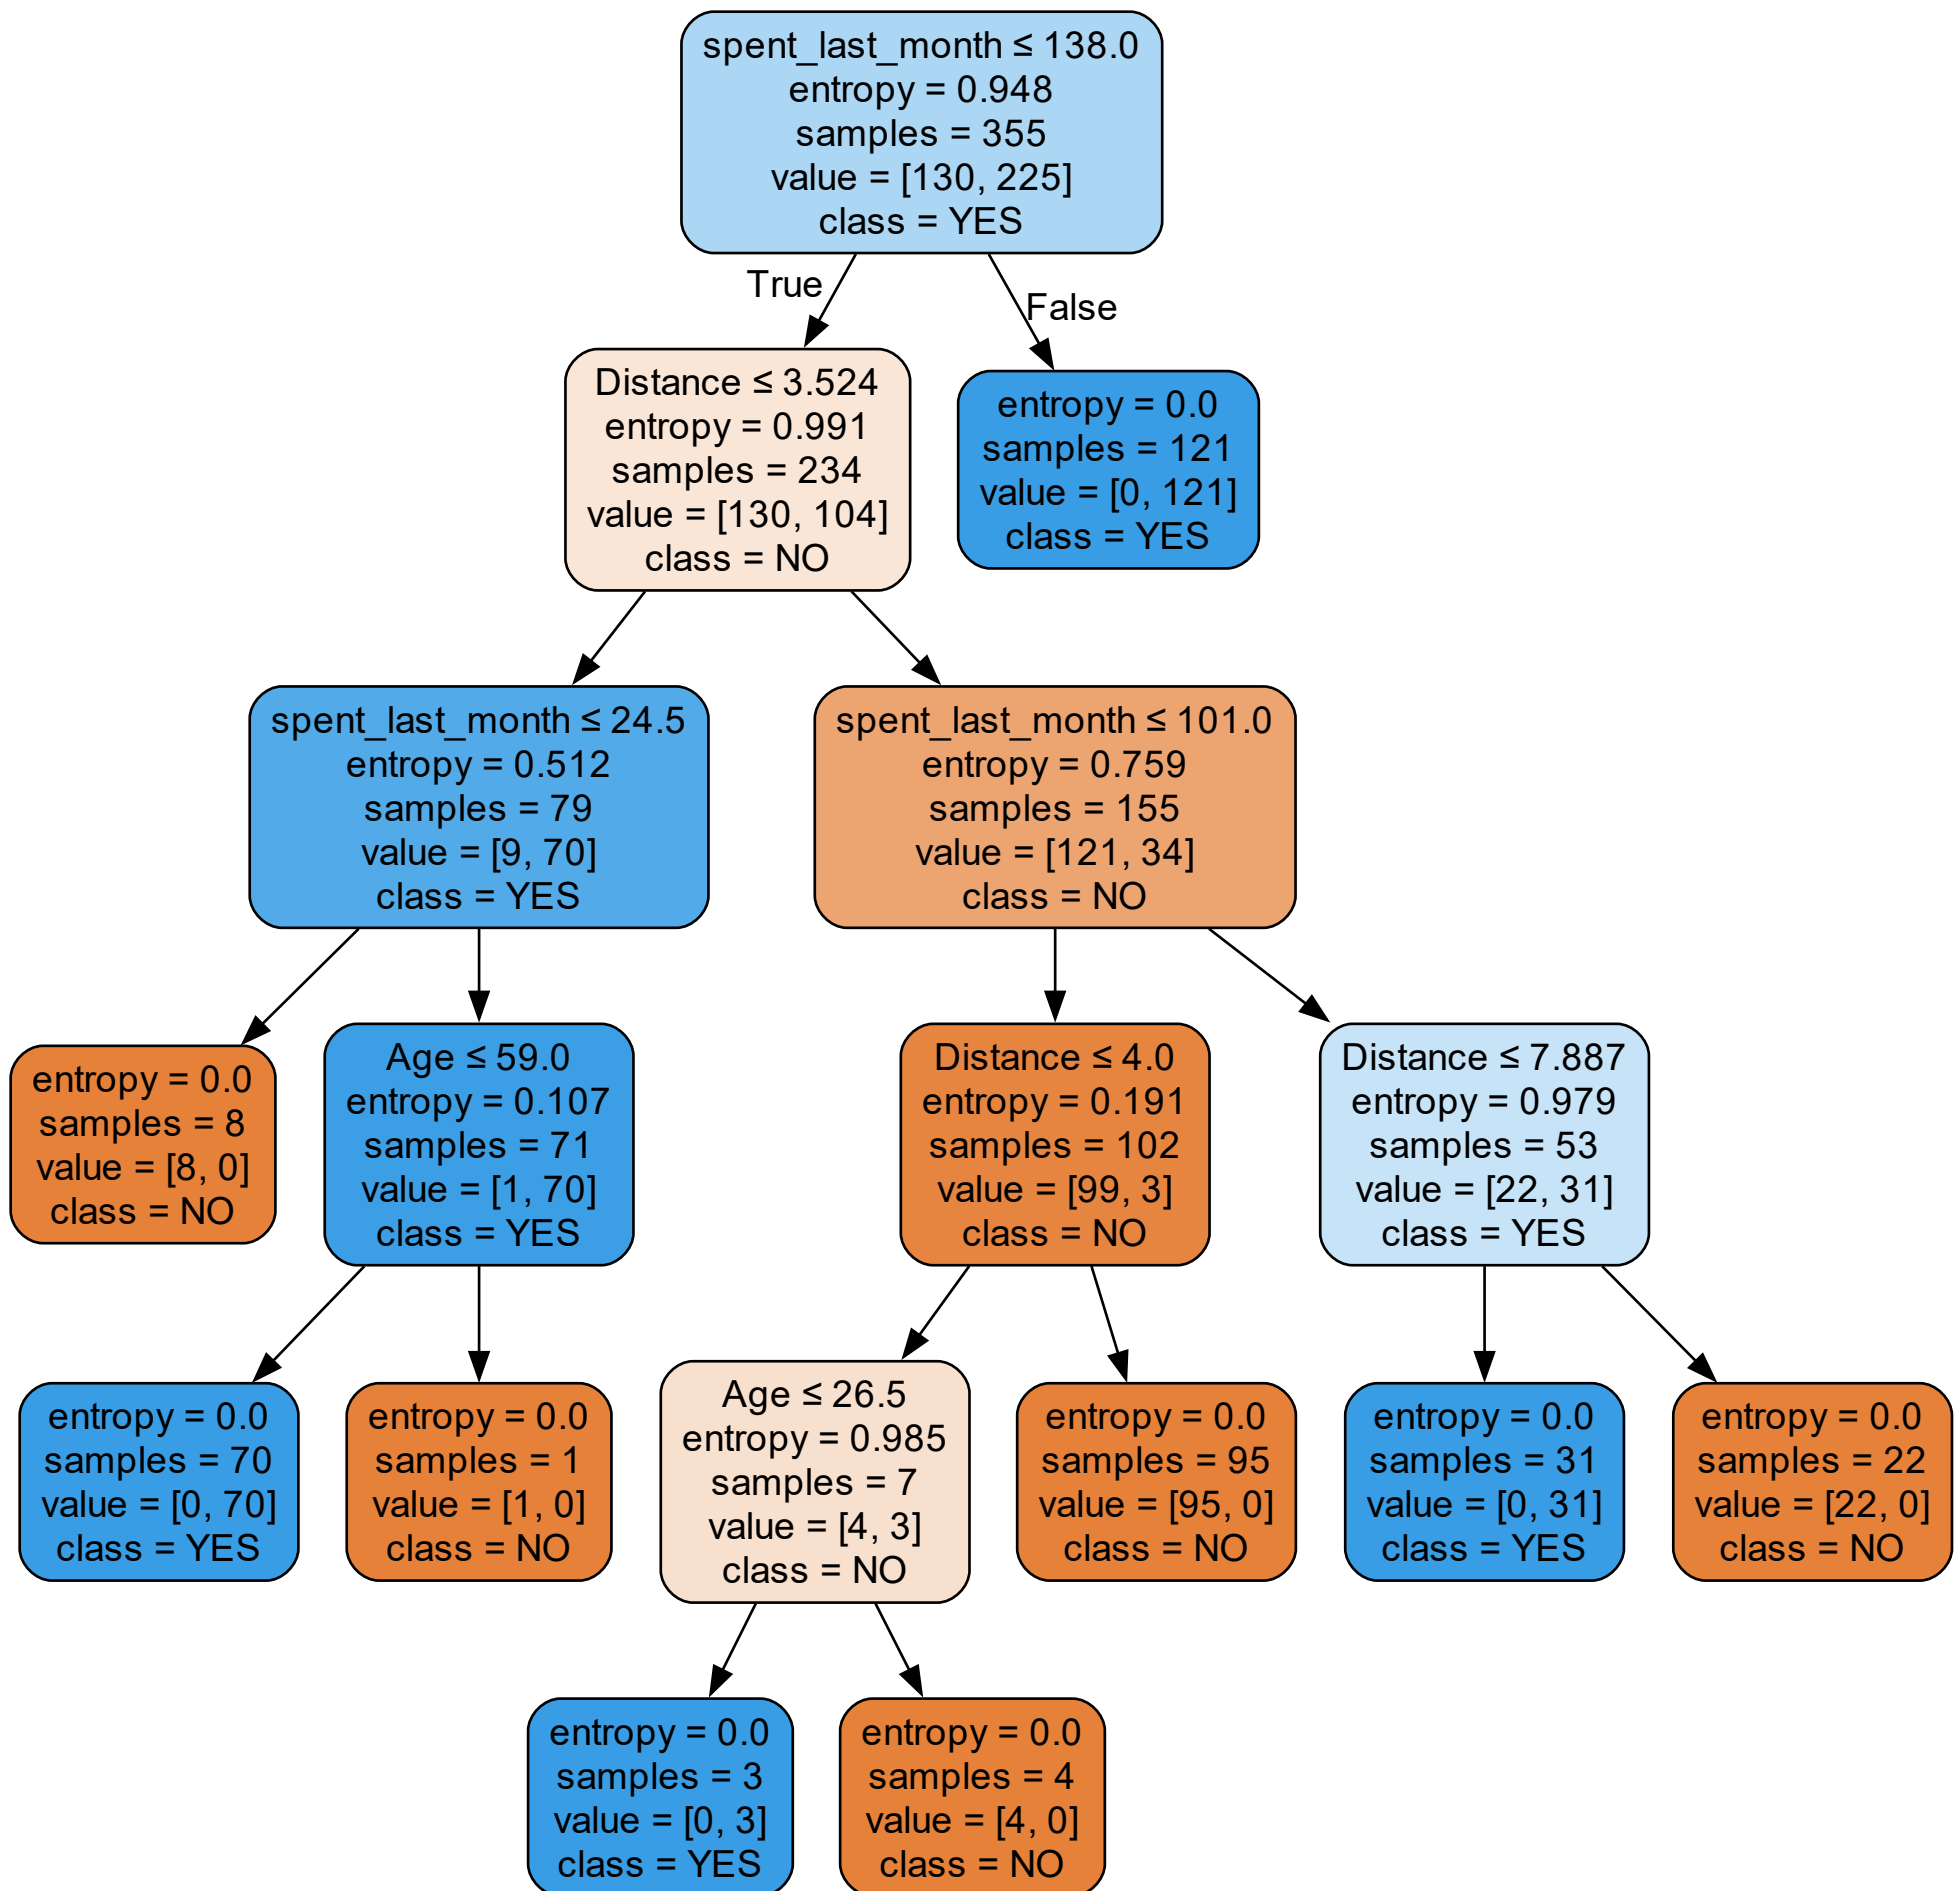 spent_last_month ≤ 138.0
entropy = 0.948
samples = 355
value = [130, 225]
class = YES
True
False
Distance ≤ 3.524
entropy = 0.991
samples = 234
value = [130, 104]
class = NO
entropy = 0.0
samples = 121
value = [0, 121]
class = YES
spent_last_month ≤ 24.5
entropy = 0.512
samples = 79
value = [9, 70]
class = YES
spent_last_month ≤ 101.0
entropy = 0.759
samples = 155
value = [121, 34]
class = NO
entropy = 0.0
samples = 8
value = [8, 0]
class = NO
Age ≤ 59.0
entropy = 0.107
samples = 71
value = [1, 70]
class = YES
Distance ≤ 4.0
entropy = 0.191
samples = 102
value = [99, 3]
class = NO
Distance ≤ 7.887
entropy = 0.979
samples = 53
value = [22, 31]
class = YES
entropy = 0.0
samples = 70
value = [0, 70]
class = YES
entropy = 0.0
samples = 1
value = [1, 0]
class = NO
Age ≤ 26.5
entropy = 0.985
samples = 7
value = [4, 3]
class = NO
entropy = 0.0
samples = 95
value = [95, 0]
class = NO
entropy = 0.0
samples = 31
value = [0, 31]
class = YES
entropy = 0.0
samples = 22
value = [22, 0]
class = NO
entropy = 0.0
samples = 3
value = [0, 3]
class = YES
entropy = 0.0
samples = 4
value = [4, 0]
class = NO